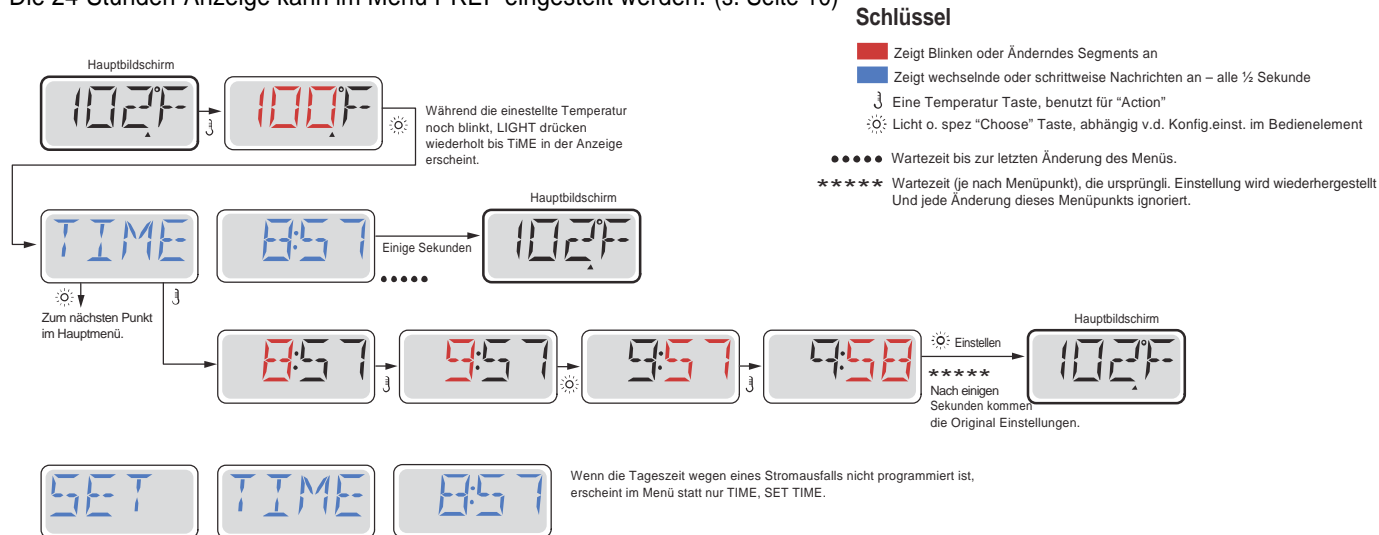 Die 24-Stunden-Anzeige kann im Menü PREF eingestellt werden. (s. Seite 10)
Schlüssel
Zeigt Blinken oder Änderndes Segments an
Zeigt wechselnde oder schrittweise Nachrichten an – alle ½ Sekunde
Eine Temperatur Taste, benutzt für “Action”
Licht o. spez “Choose” Taste, abhängig v.d. Konfig.einst. im Bedienelement
Wartezeit bis zur letzten Änderung des Menüs.
***** Wartezeit (je nach Menüpunkt), die ursprüngli. Einstellung wird wiederhergestellt
Und jede Änderung dieses Menüpunkts ignoriert.
Hauptbildschirm
102°F
100°F
Während die einestellte Temperatur
noch blinkt, LIGHT drücken
wiederholt bis TiME in der Anzeige
erscheint.
TIME
8:57
Einige Sekunden
Hauptbildschirm
102°F
Zum nächsten Punkt
im Hauptmenü.
8:57
9:57
9:57
9:58
Einstellen
*****
Nach einigen
Sekunden kommen
die Original Einstellungen.
Hauptbildschirm
102°F
SET
TIME
8:57
Wenn die Tageszeit wegen eines Stromausfalls nicht programmiert ist,
erscheint im Menü statt nur TIME, SET TIME.